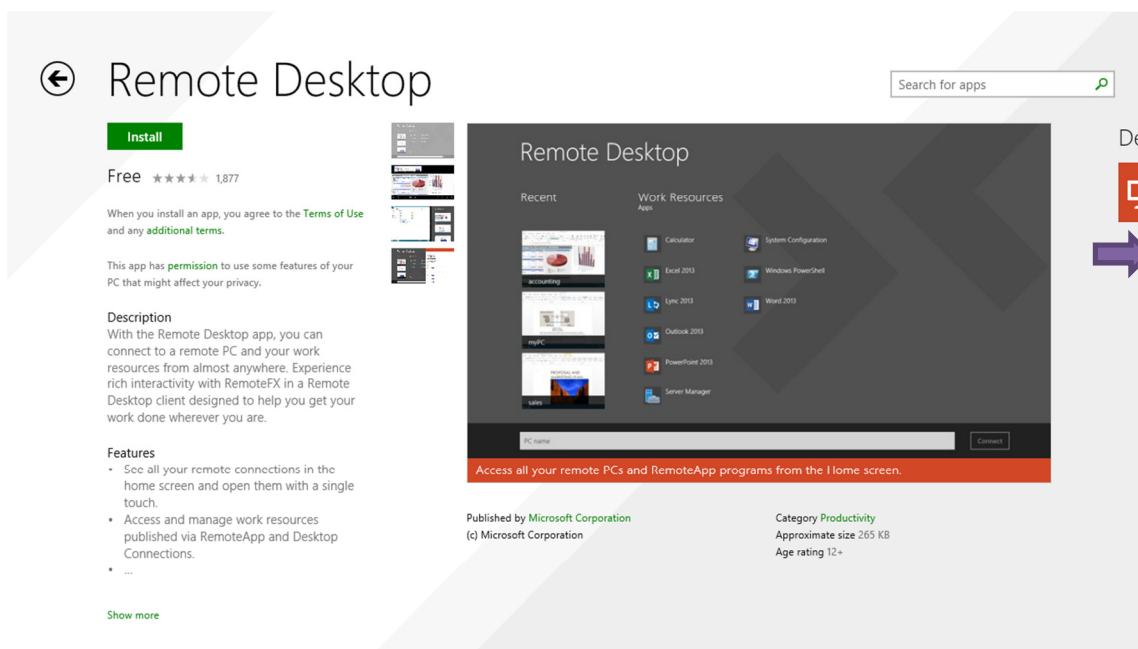 Remote Desktop
Search for apps
Install
Free 1,877
When you install an app, you agree to the Terms of Use
and any additional terms.
This app has permission to use some features of your
PC that might affect your privacy.
Description
With the Remote Desktop app, you can
connect to a remote PC and your work
resources from almost anywhere. Experience
rich interactivity with RemoteFX in a Remote
Desktop client designed to help you get your
work done wherever you are.
Features
• See all your remote connections in the
home screen and open them with a single
touch.
• Access and manage work resources
published via RemoteApp and Desktop
Connections.
• ...
Show more
Remote Desktop
Recent
accounting
myPC
sales
Work Resources
Apps
Calculator
Excel 2013
Lync 2013
Outlook 2013
PowerPoint 2013
Server Manager
System Configuration
Windows PowerShell
Word 2013
PC name
Connect
Access all your remote PCs and RemoteApp programs from the Home screen.
Published by Microsoft Corporation
(c) Microsoft Corporation
Category Productivity
Approximate size 265 KB
Age rating 12+
De